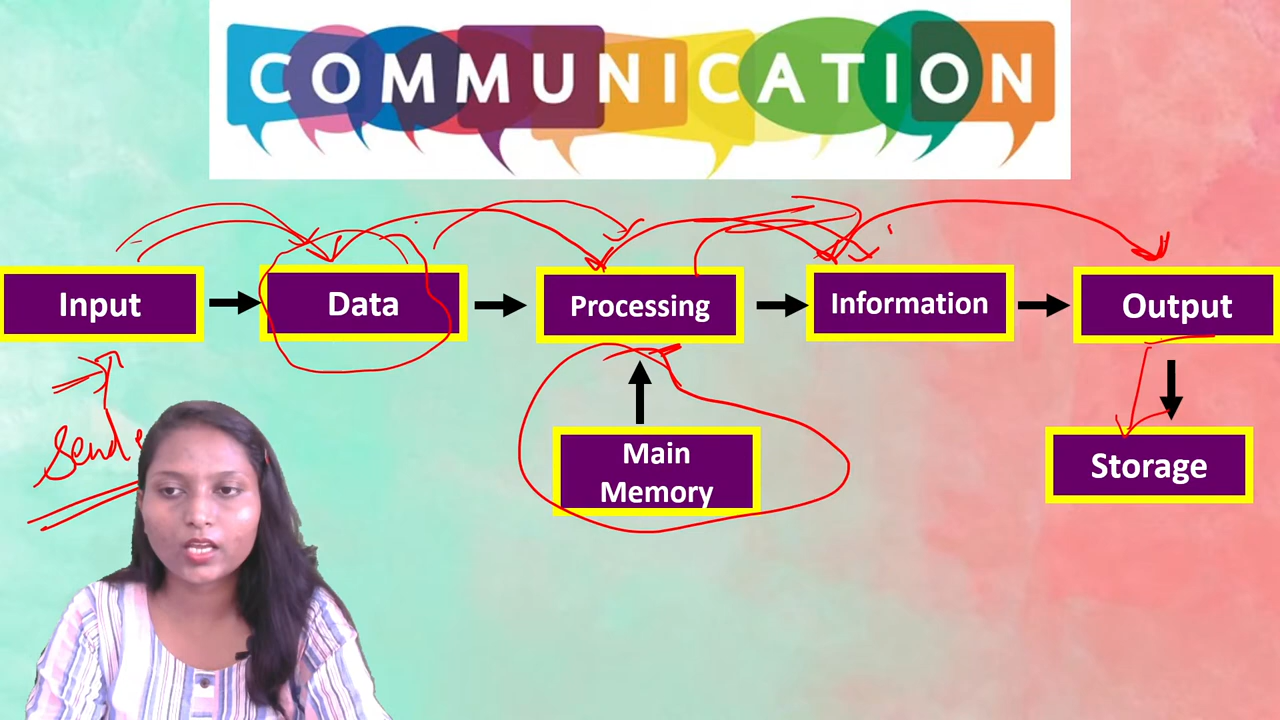 COMMUNICATION
Input
Data
Processing
Information
Output
Main
Memory
Storage